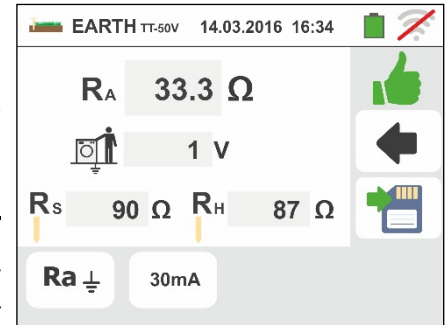 EARTH TT-50V 14.03.2016 16:34
RA 33.3 Ω
1 V
Rs 90 Ω RH 87 Ω
Ra 30mA